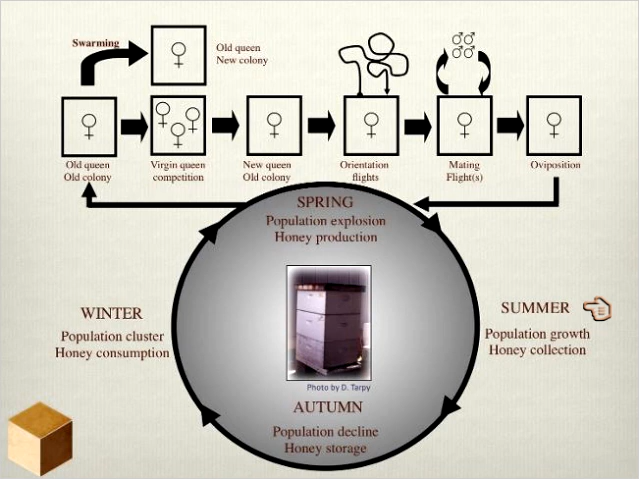 Swarming
Old queen
New colony
Old queen
Old colony
Virgin queen
competition
New queen
Old colony
Orientation
flights
Mating
Flight(s)
Oviposition
SPRING
Population explosion
Honey production
WINTER
Population cluster
Honey consumption
SUMMER
Population growth
Honey collection
Photo by D. Tarpy
AUTUMN
Population decline
Honey storage